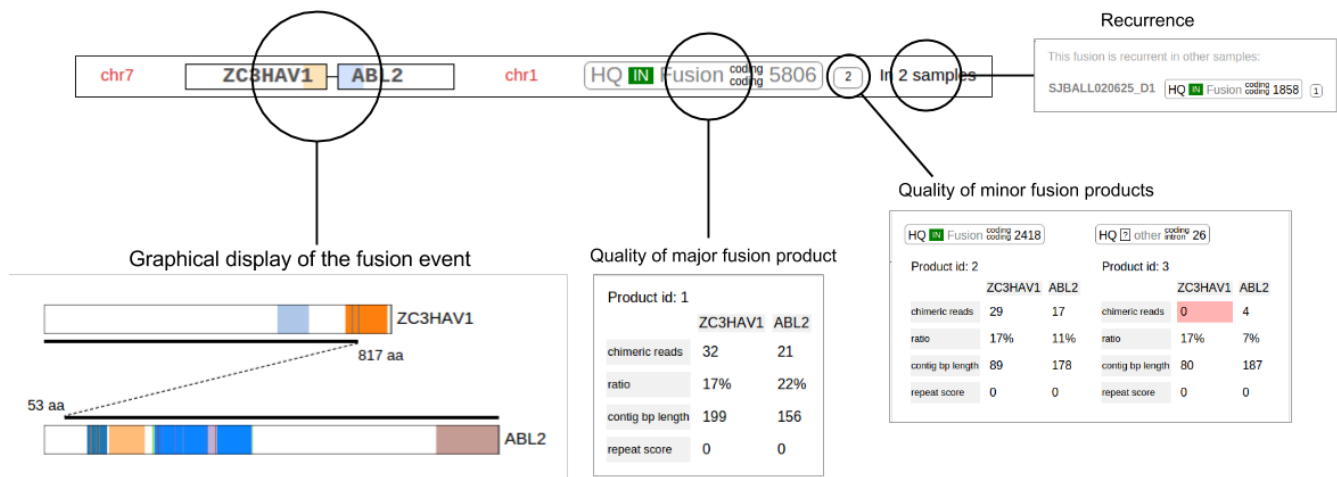 Recurrence
This fusion is recurrent in other samples:
SJBALL020625_D1 HQ IN Fusion coding coding 1858 1
chr7 ZC3HAV1 ABL2 chr1 HQ IN Fusion coding coding 5806 2 In 2 samples
Quality of minor fusion products
HQ IN Fusion coding coding 2418 HQ ? other coding intron 26
Product id: 2 Product id: 3
ZC3HAV1 ABL2 ZC3HAV1 ABL2
chimeric reads 29 17 chimeric reads 0 4
ratio 17% 11% ratio 17% 7%
contig bp length 89 178 contig bp length 80 187
repeat score 0 0 repeat score 0 0
Graphical display of the fusion event
ZC3HAV1
817 aa
53 aa
ABL2
Quality of major fusion product
Product id: 1
ZC3HAV1 ABL2
chimeric reads 32 21
ratio 17% 22%
contig bp length 199 156
repeat score 0 0